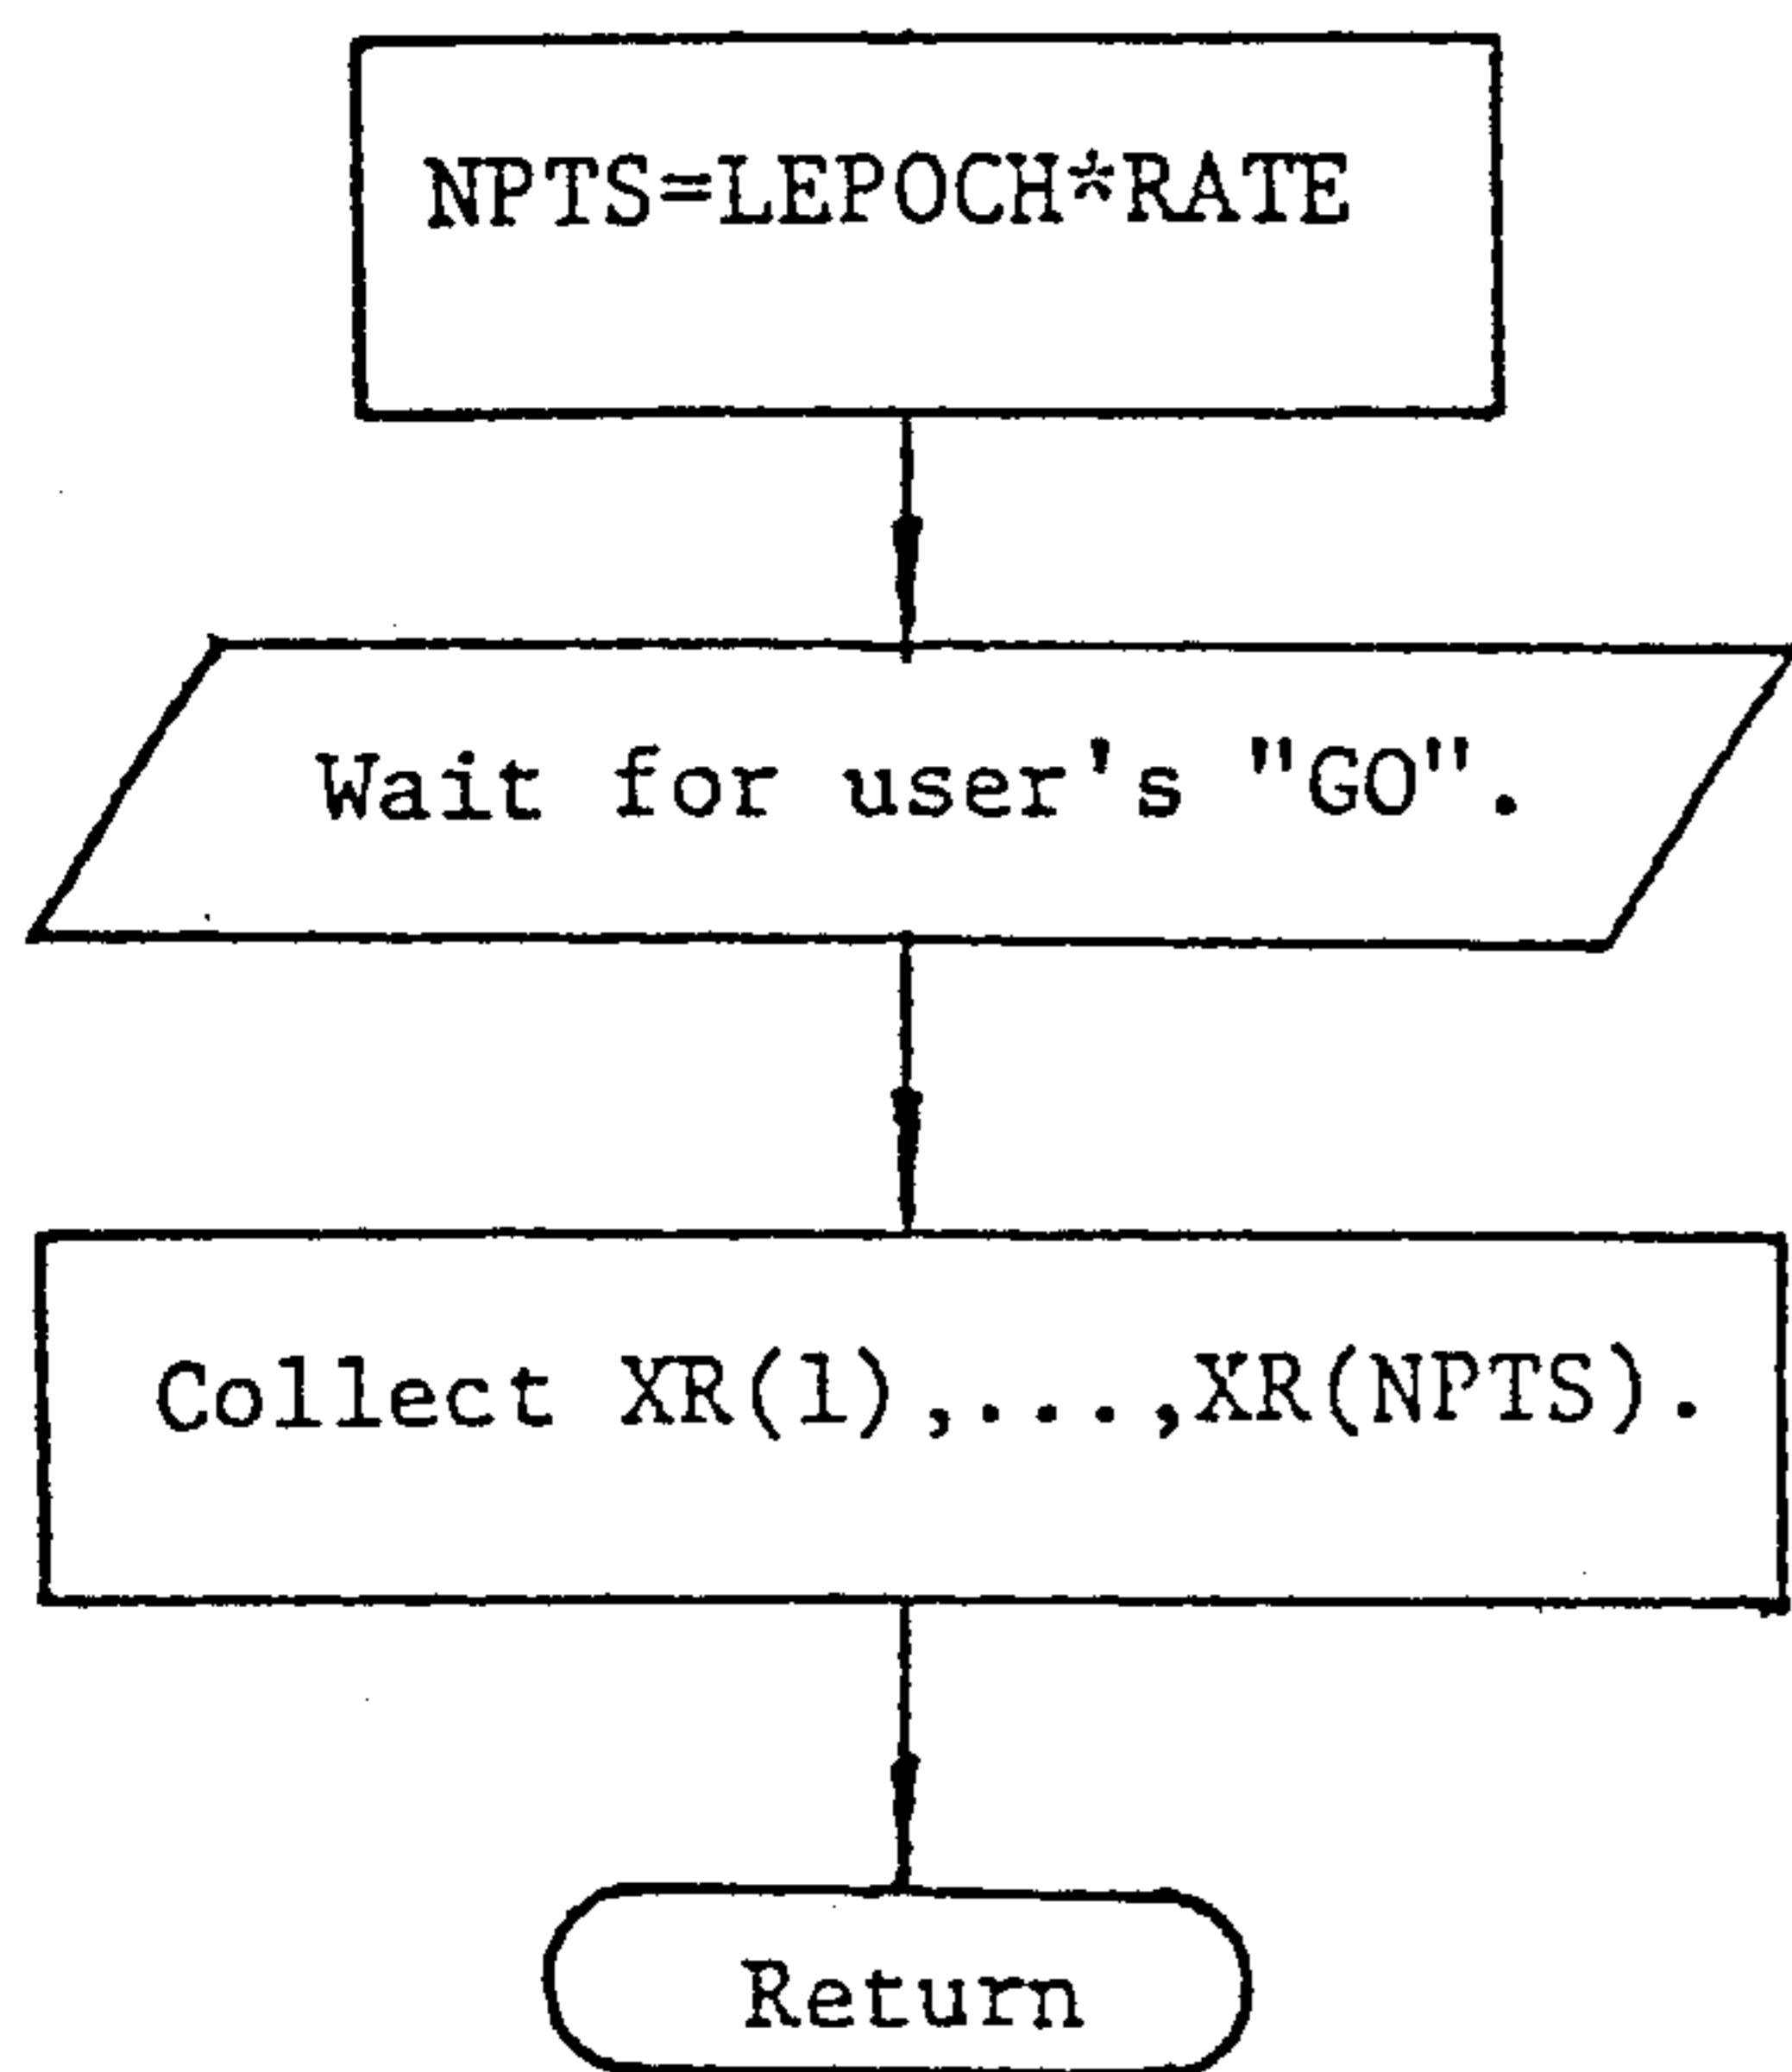 NPTS=LEPOCH*RATE
Wait for user's "GO".
Collect XR(1),...,XR(NPTS).
Return